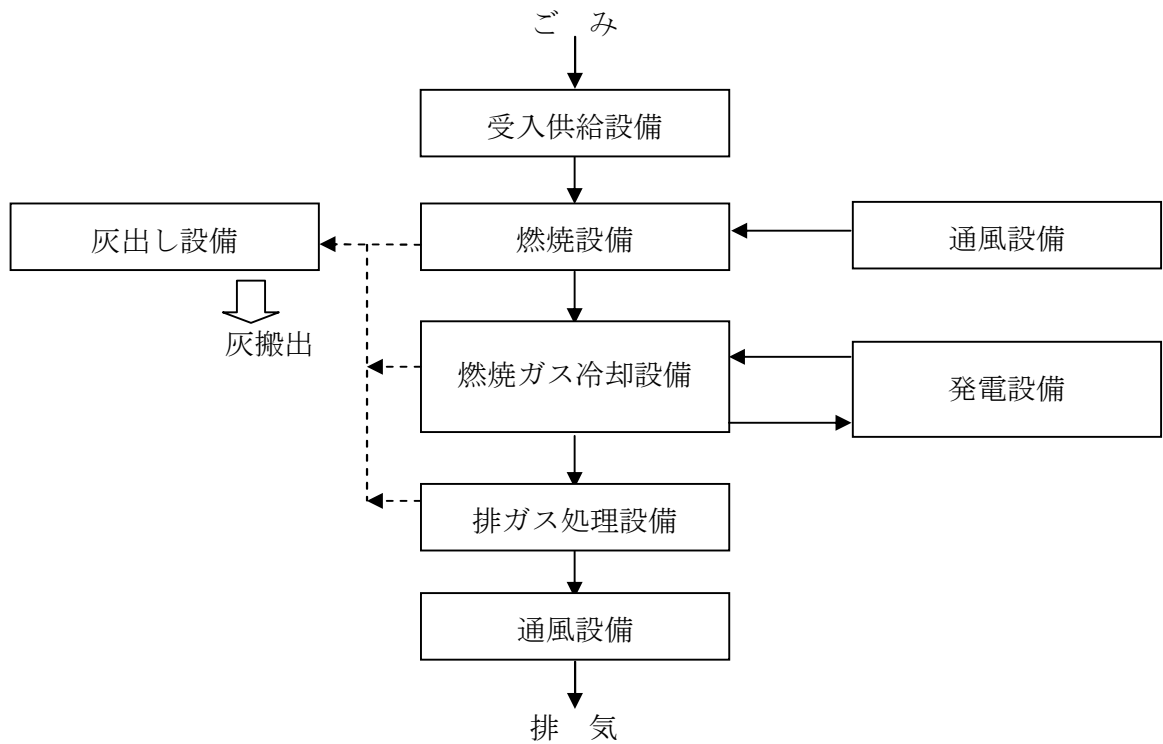 ご み
受入供給設備
灰出し設備
燃焼設備
通風設備
灰搬出
燃焼ガス冷却設備
発電設備
排ガス処理設備
通風設備
排 気